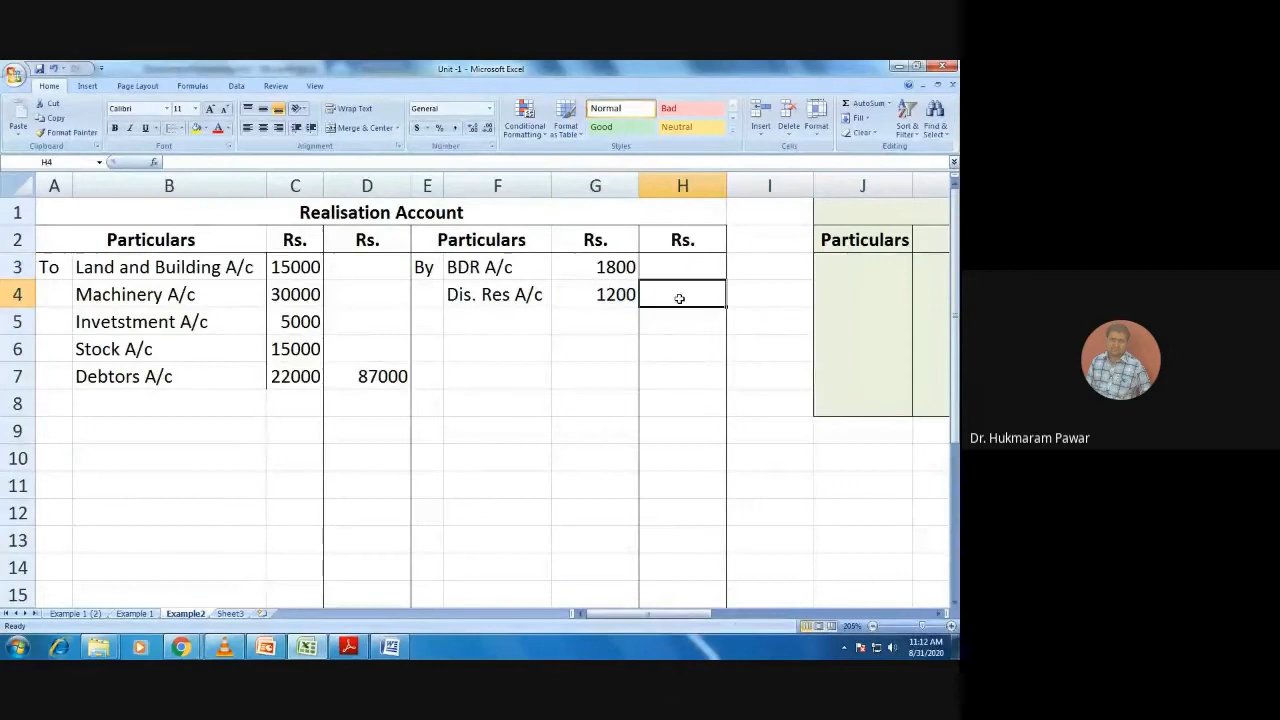 Unit -1 - Microsoft Excel
Home Insert Page Layout Formulas Data Review View
Cut
Copy
Format Painter
Paste
Clipboard
Calibri 11
B I U
Font
Wrap Text
Merge & Center
Alignment
General
$ % ,
Number
Conditional Formatting
Format as Table
Normal Bad
Good Neutral
Styles
Insert Delete Format
Cells
AutoSum
Fill
Clear
Sort & Filter
Find & Select
Editing
H4
fx
A B C D E F G H I J
1 Realisation Account
2 Particulars Rs. Rs. Particulars Rs. Rs. Particulars
3 To Land and Building A/c 15000 By BDR A/c 1800
4 Machinery A/c 30000 Dis. Res A/c 1200
5 Invetstment A/c 5000
6 Stock A/c 15000
7 Debtors A/c 22000 87000
8
9
10
11
12
13
14
15
Example 1 (2) Example 1 Example2 Sheet3
Ready
205%
11:12 AM
8/31/2020
Dr. Hukmaram Pawar